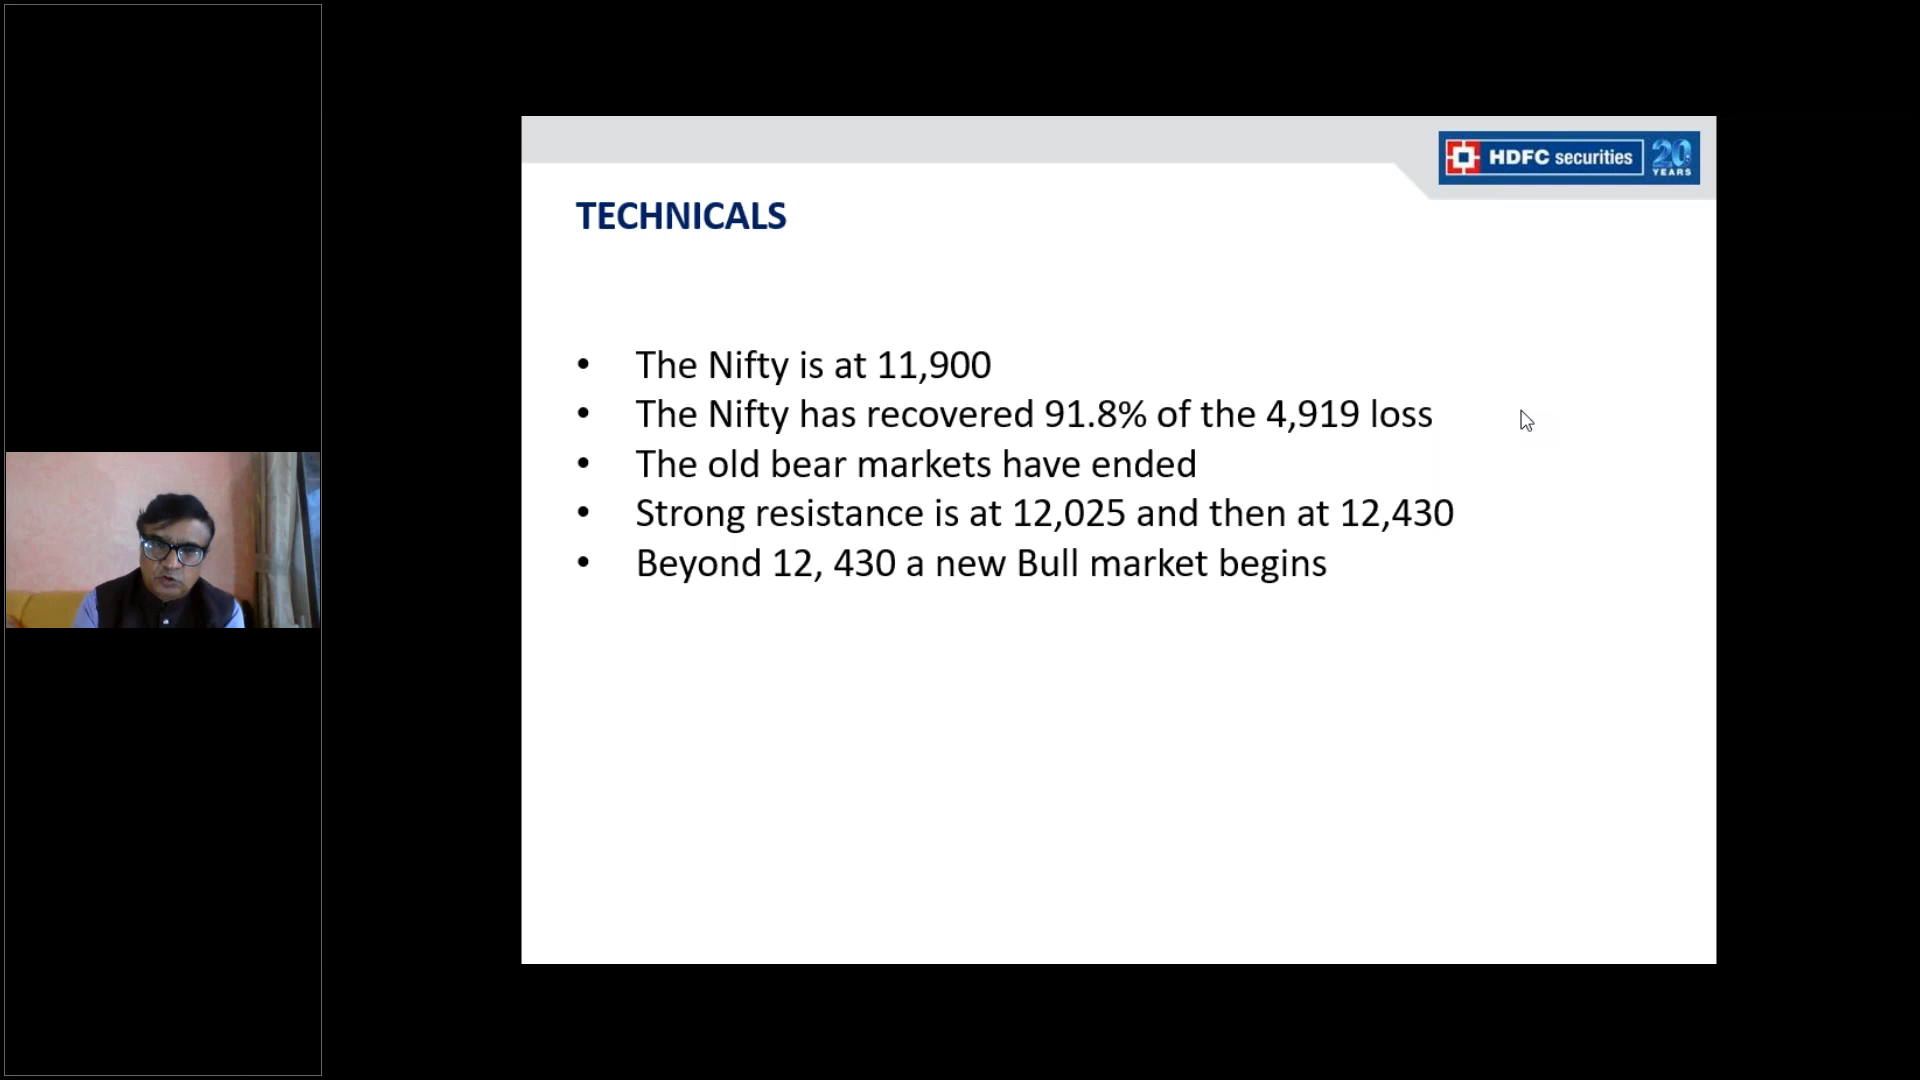 HDFC securities
20
YEARS
TECHNICALS
• The Nifty is at 11,900
• The Nifty has recovered 91.8% of the 4,919 loss
• The old bear markets have ended
• Strong resistance is at 12,025 and then at 12,430
• Beyond 12, 430 a new Bull market begins